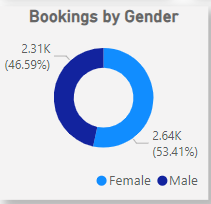 Bookings by Gender
2.31K
(46.59%)
2.64K
(53.41%)
Female Male